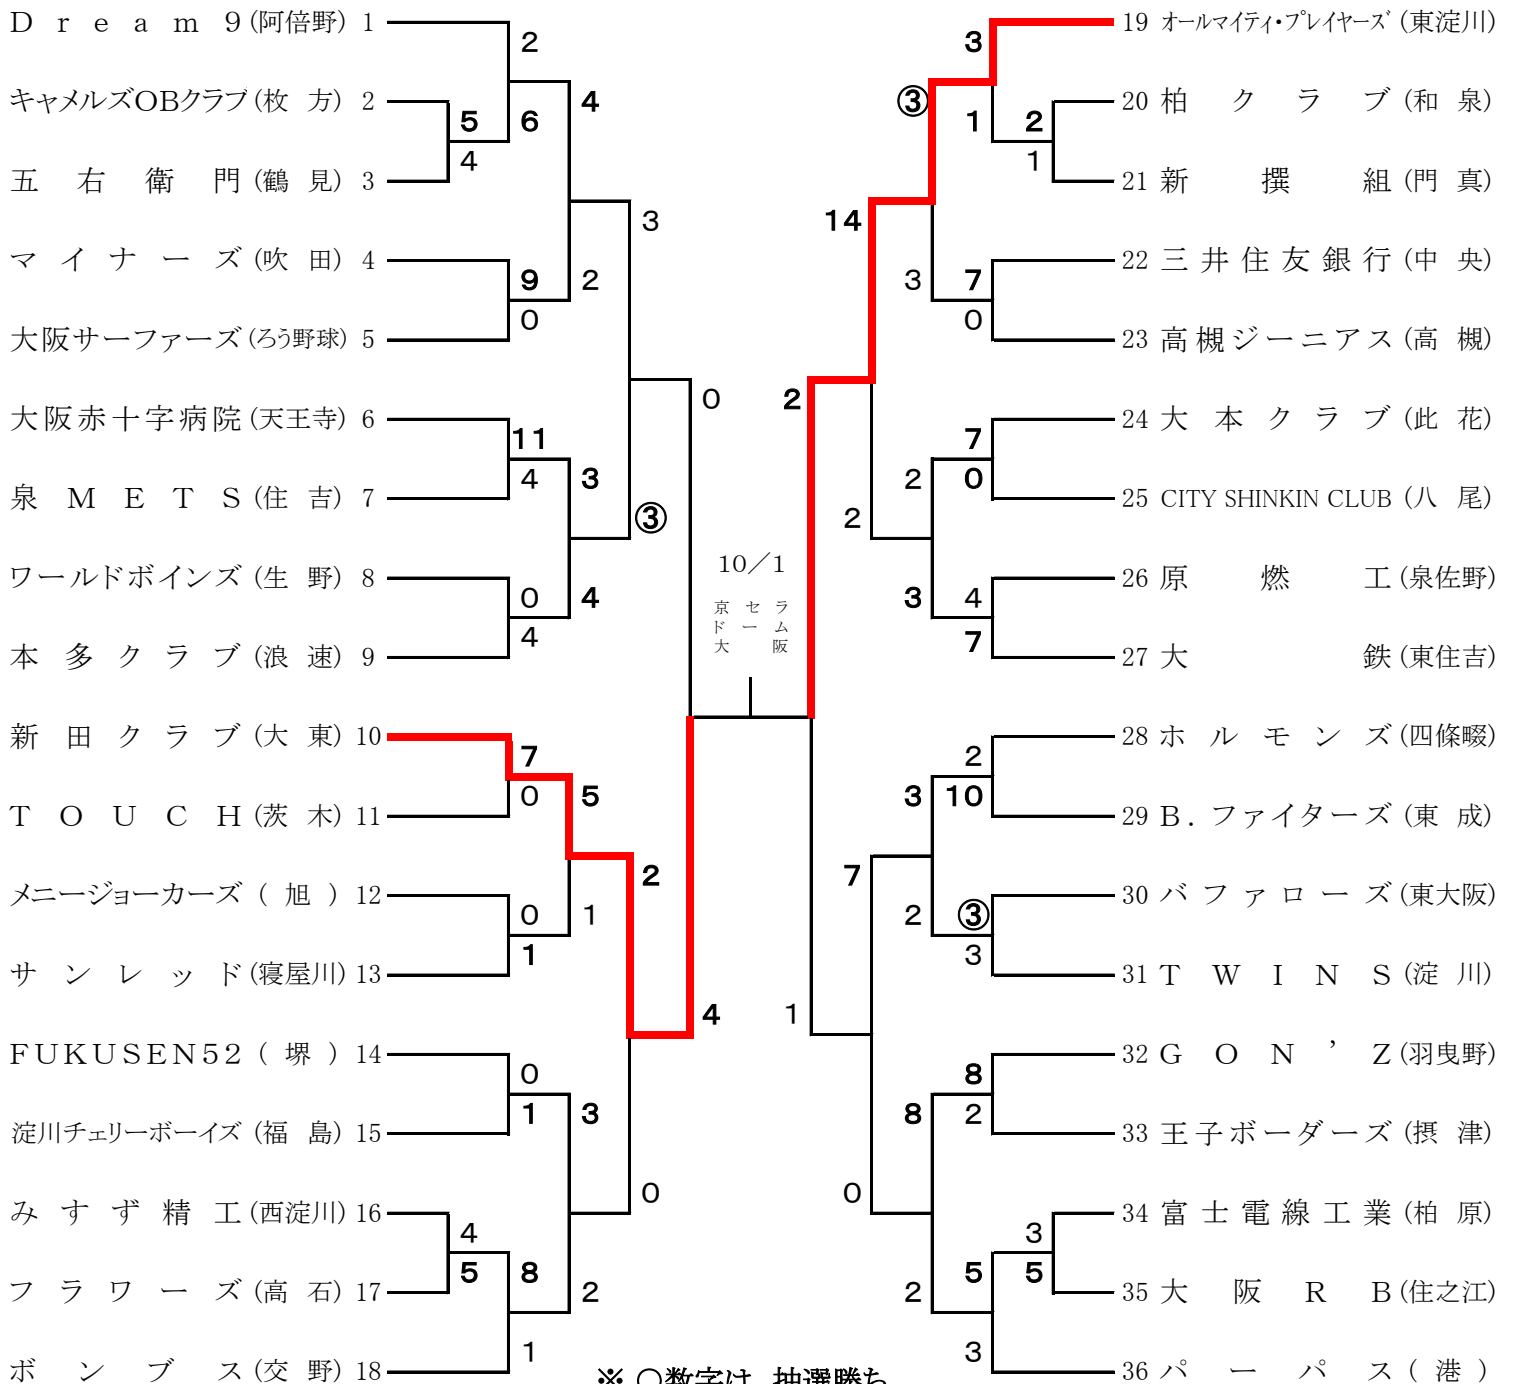 Ｄｒｅａｍ９(阿倍野) 1
2
キャメルズOBクラブ(枚方) 2
5
6
4
4
五右衛門(鶴見) 3
3
マイナーズ(吹田) 4
9
2
0
大阪サーファーズ(ろう野球) 5
0
大阪赤十字病院(天王寺) 6
11
4
3
泉ＭＥＴＳ(住吉) 7
③
ワールドボインズ(生野) 8
0
4
4
本多クラブ(浪速) 9
新田クラブ(大東) 10
7
0
5
ＴＯＵＣＨ(茨木) 11
2
メニージョーカーズ(旭) 12
0
1
1
サンレッド(寝屋川) 13
4
FUKUSEN52(堺) 14
0
1
3
淀川チェリーボーイズ(福島) 15
0
みすず精工(西淀川) 16
4
5
8
2
フラワーズ(高石) 17
1
ボンブス(交野) 18
10／1
京セラ
ドーム
大阪
19 オールマイティ・プレイヤーズ(東淀川)
3
20 柏クラブ(和泉)
③
1
2
1
21 新撰組(門真)
14
22 三井住友銀行(中央)
3
7
0
23 高槻ジーニアス(高槻)
2
24 大本クラブ(此花)
7
2
0
25 CITY SHINKIN CLUB(八尾)
2
26 原燃工(泉佐野)
3
4
7
27 大鉄(東住吉)
28 ホルモンズ(四條畷)
2
3
10
29 B.ファイターズ(東成)
7
30 バファローズ(東大阪)
2
③
3
31 ＴＷＩＮＳ(淀川)
1
32 ＧＯＮ’Ｚ(羽曳野)
8
8
2
33 王子ボーダーズ(摂津)
0
34 富士電線工業(柏原)
3
5
5
2
35 大阪ＲＢ(住之江)
3
36 パーパス(港)
※ ○数字は、抽選勝ち